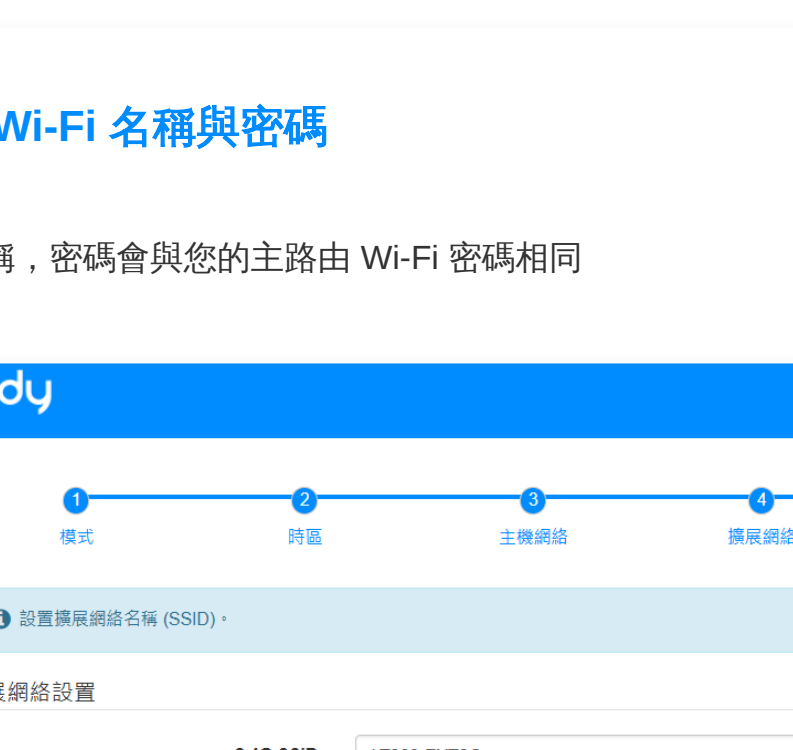 Wi-Fi 名稱與密碼
稱，密碼會與您的主路由 Wi-Fi 密碼相同
dy
1 2 3 4
模式 時區 主機網絡 擴展網絡
設置擴展網絡名稱 (SSID)。
展網絡設置